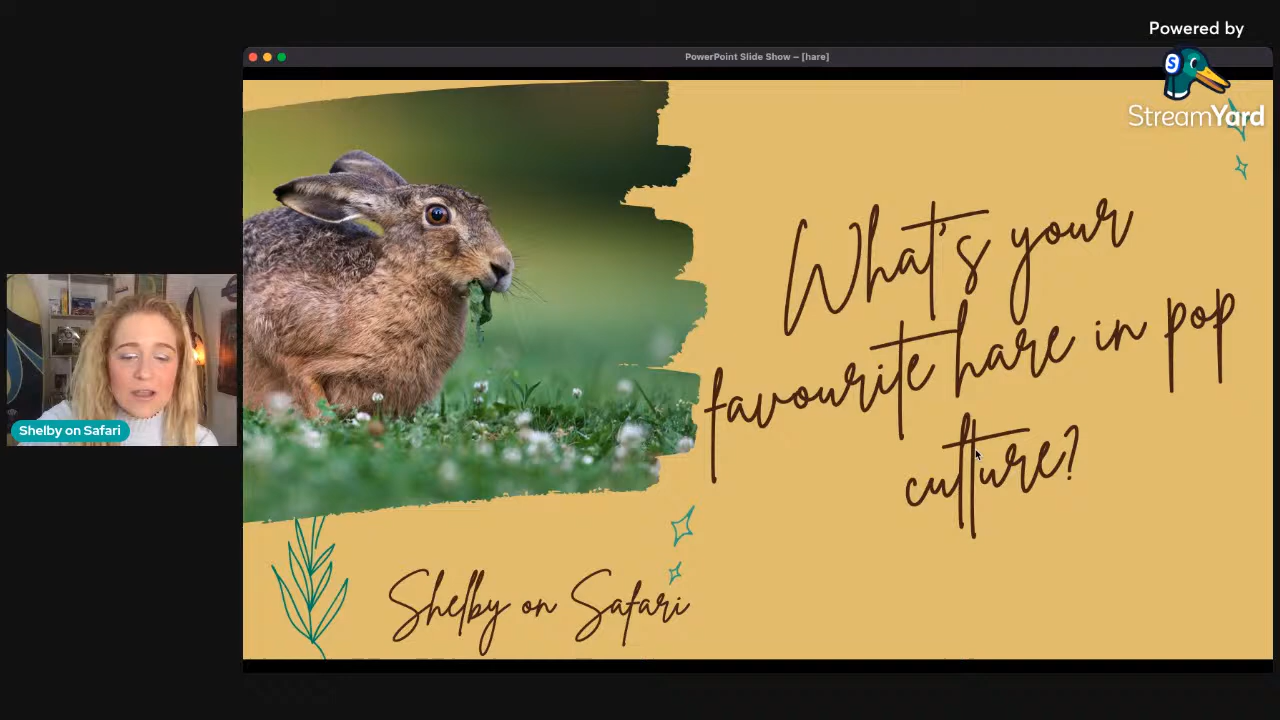 Powered by
PowerPoint Slide Show – [hare]
S
StreamYard
What's your
favourite hare in pop
culture?
Shelby on Safari
Shelby on Safari